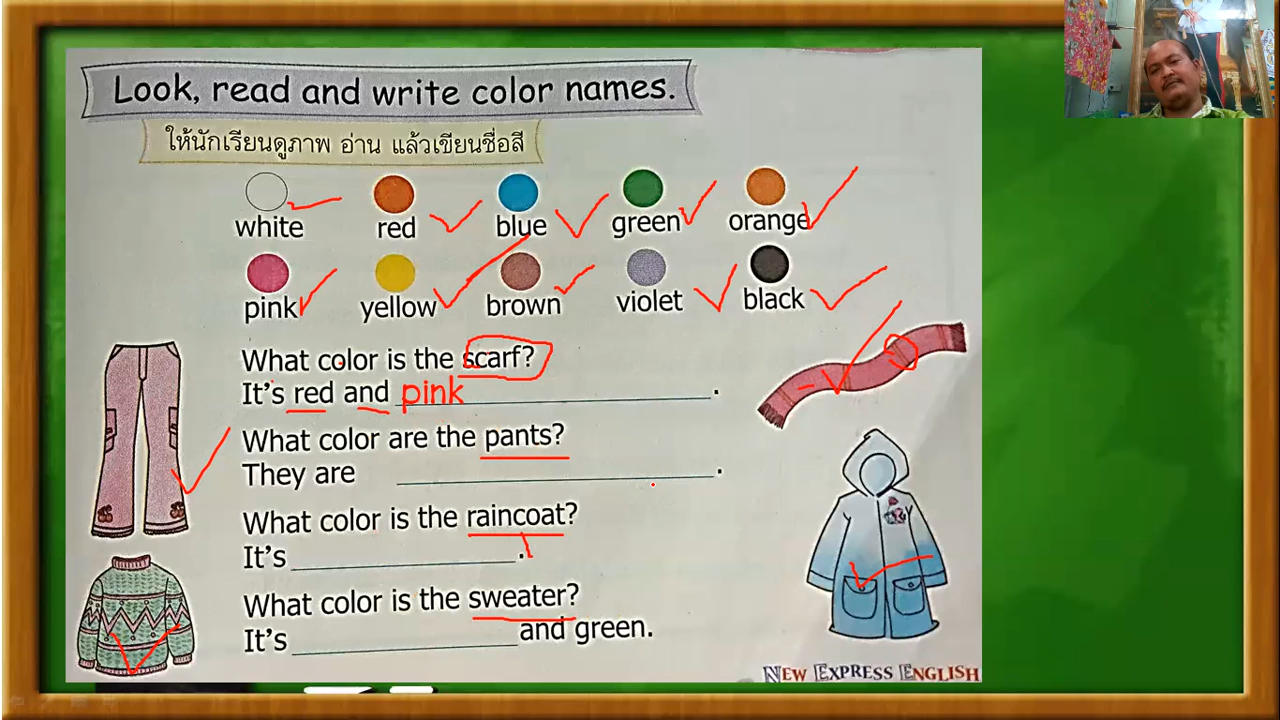 Look, read and write color names.
ให้นักเรียนดูภาพ อ่าน แล้วเขียนชื่อสี
white red blue green orange
pink yellow brown violet black
What color is the scarf?
It's red and pink.
What color are the pants?
They are .
What color is the raincoat?
It's .
What color is the sweater?
It's and green.
NEW EXPRESS ENGLISH